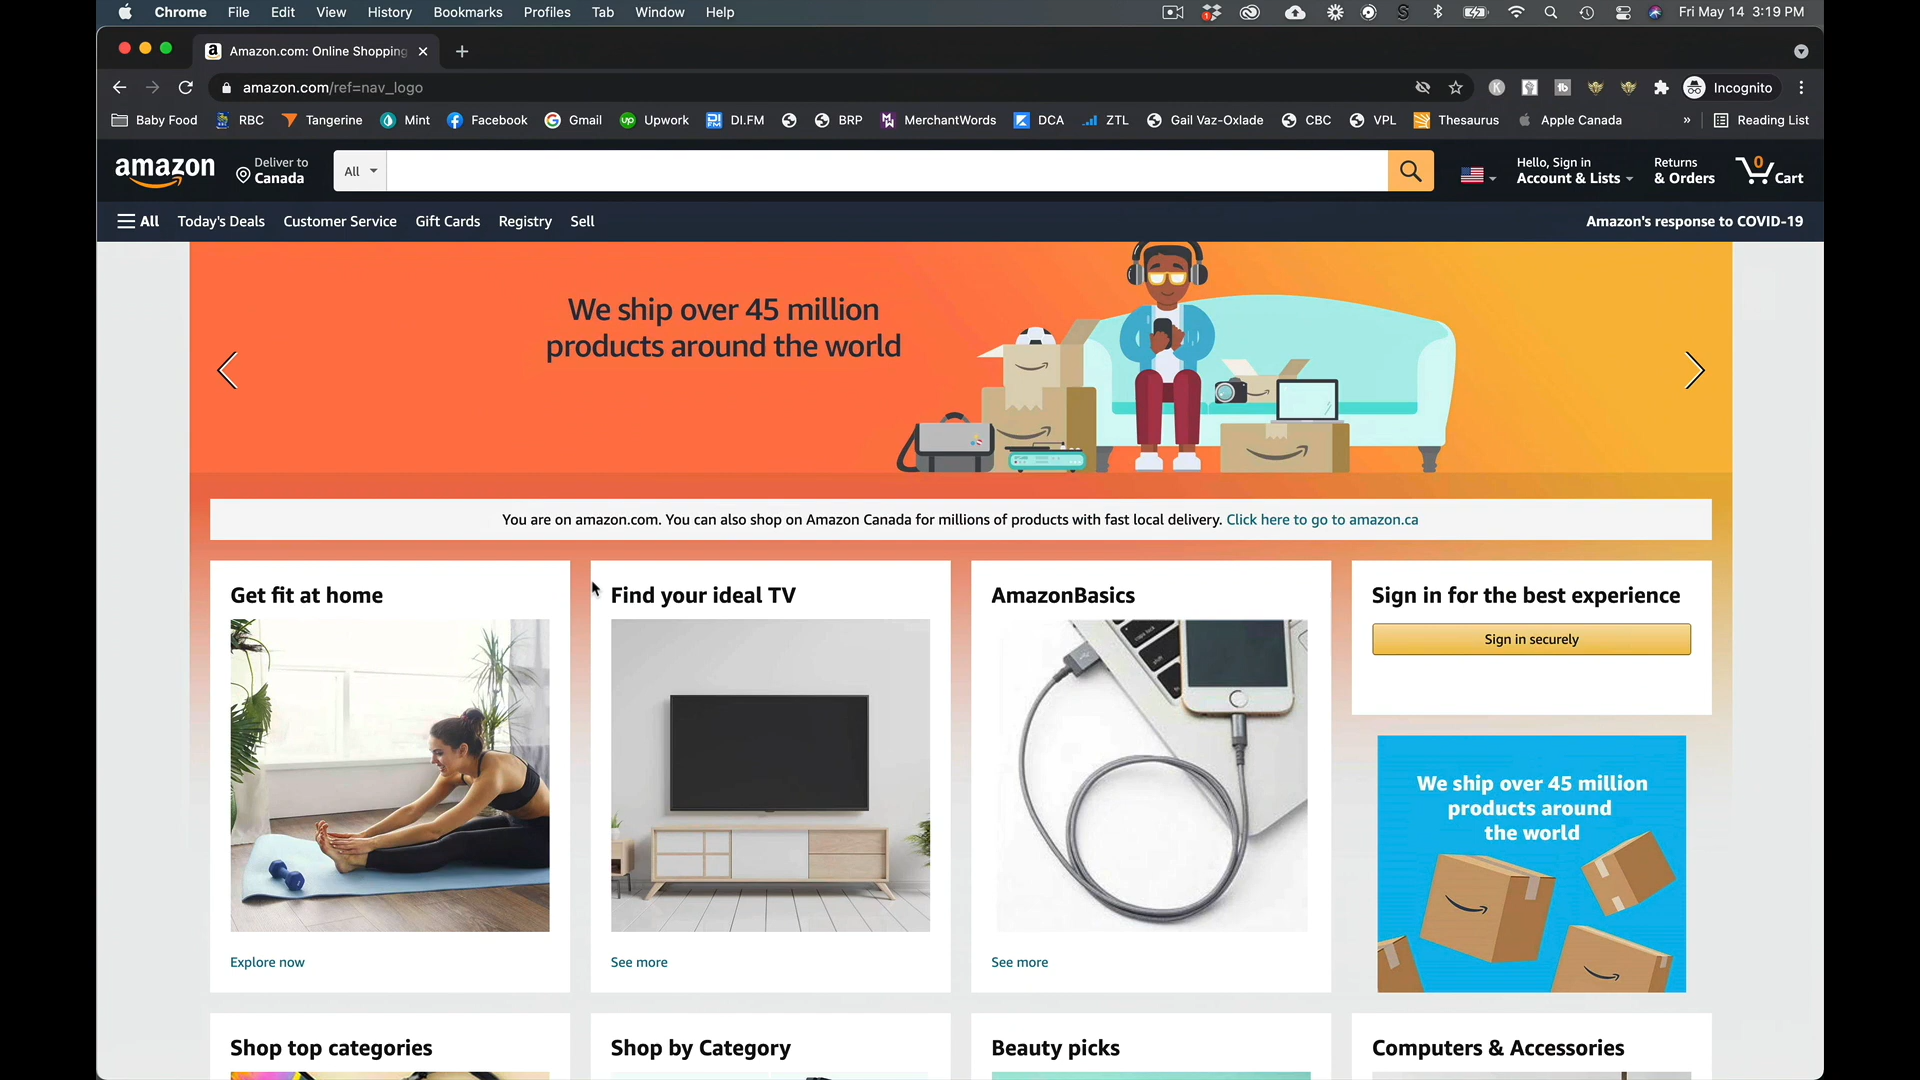 Chrome File Edit View History Bookmarks Profiles Tab Window Help
Fri May 14 3:19 PM
Amazon.com: Online Shopping
amazon.com/ref=nav_logo
Incognito
Baby Food RBC Tangerine Mint Facebook Gmail Upwork DI.FM BRP MerchantWords DCA ZTL Gail Vaz-Oxlade CBC VPL Thesaurus Apple Canada » Reading List
amazon
Deliver to
Canada
All
Hello, Sign in
Account & Lists
Returns
& Orders
0
Cart
All Today's Deals Customer Service Gift Cards Registry Sell
Amazon's response to COVID-19
We ship over 45 million
products around the world
You are on amazon.com. You can also shop on Amazon Canada for millions of products with fast local delivery. Click here to go to amazon.ca
Get fit at home
Explore now
Find your ideal TV
See more
AmazonBasics
See more
Sign in for the best experience
Sign in securely
We ship over 45 million
products around
the world
Shop top categories
Shop by Category
Beauty picks
Computers & Accessories